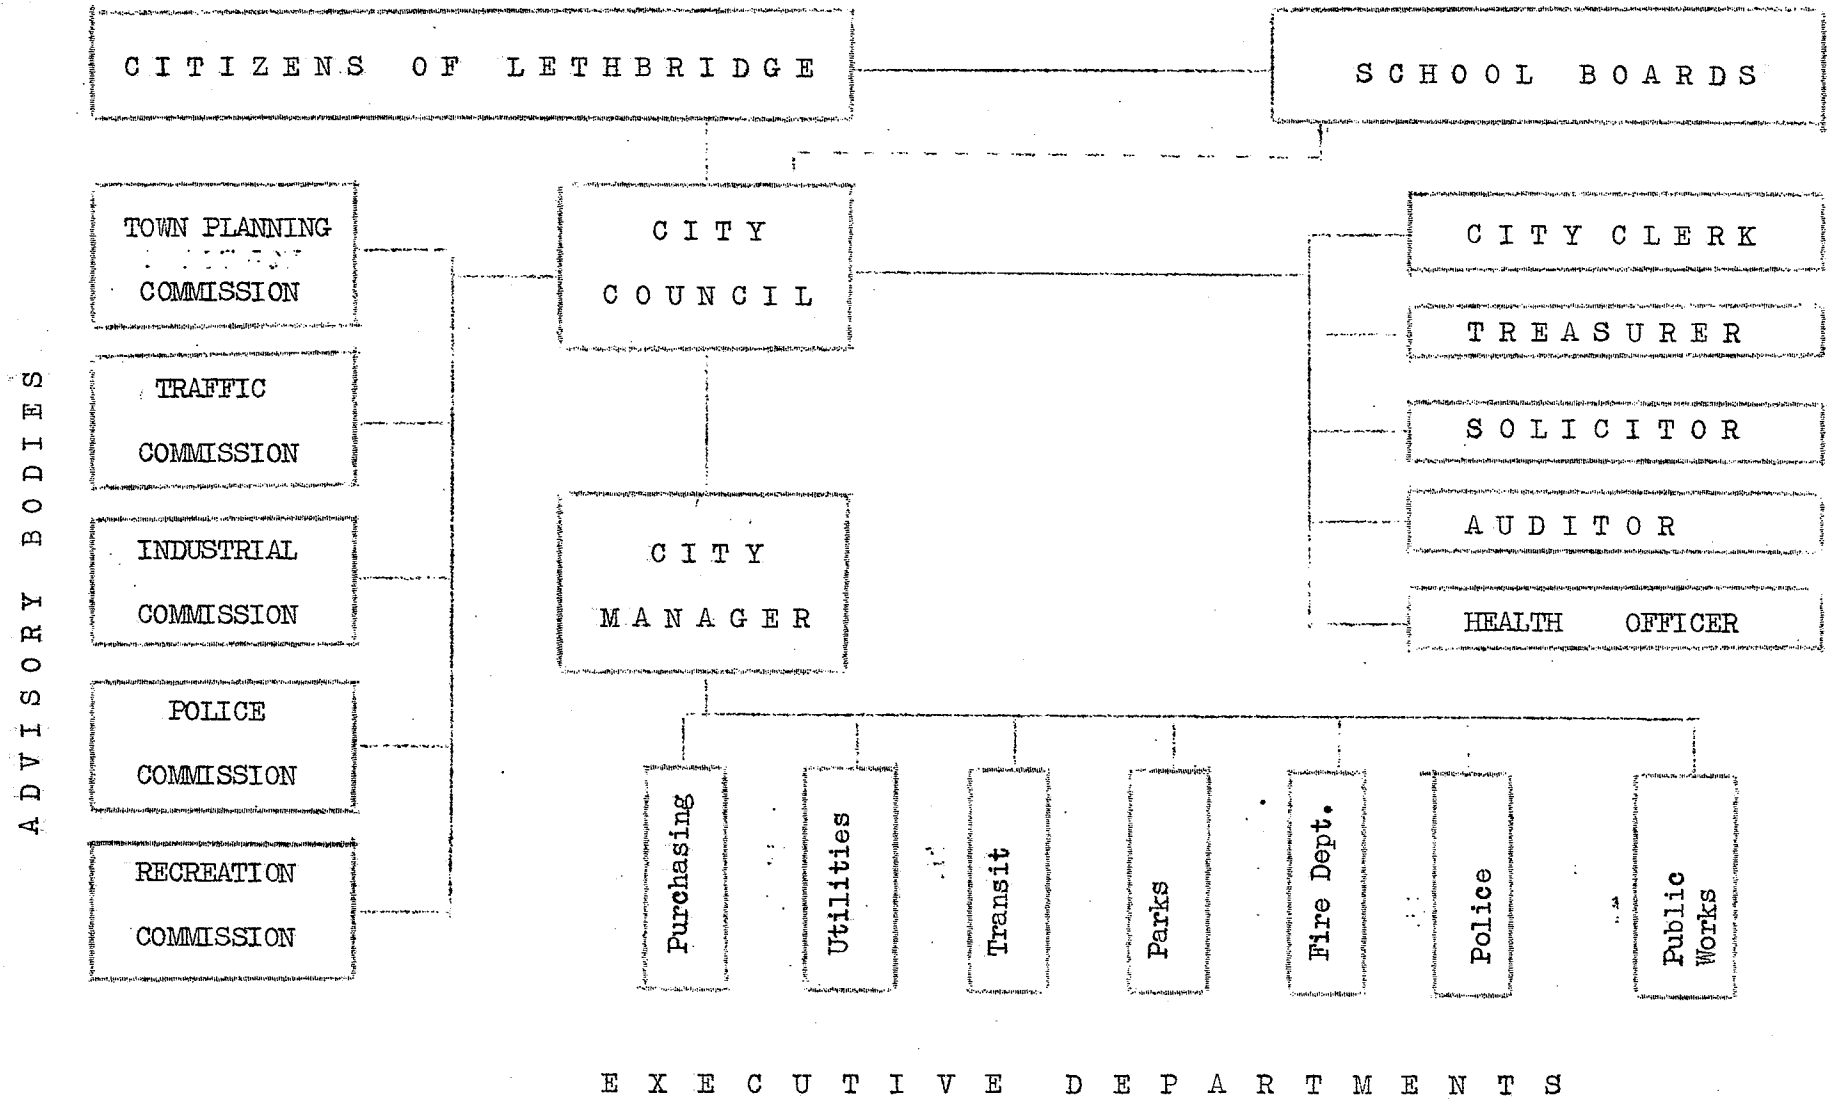 CITIZENS OF LETHBRIDGE
SCHOOL BOARDS
TOWN PLANNING
COMMISSION
TRAFFIC
COMMISSION
INDUSTRIAL
COMMISSION
POLICE
COMMISSION
RECREATION
COMMISSION
ADVISORY BODIES
CITY
COUNCIL
CITY
MANAGER
CITY CLERK
TREASURER
SOLICITOR
AUDITOR
HEALTH OFFICER
Purchasing
Utilities
Transit
Parks
Fire Dept.
Police
Public
Works
EXECUTIVE DEPARTMENTS